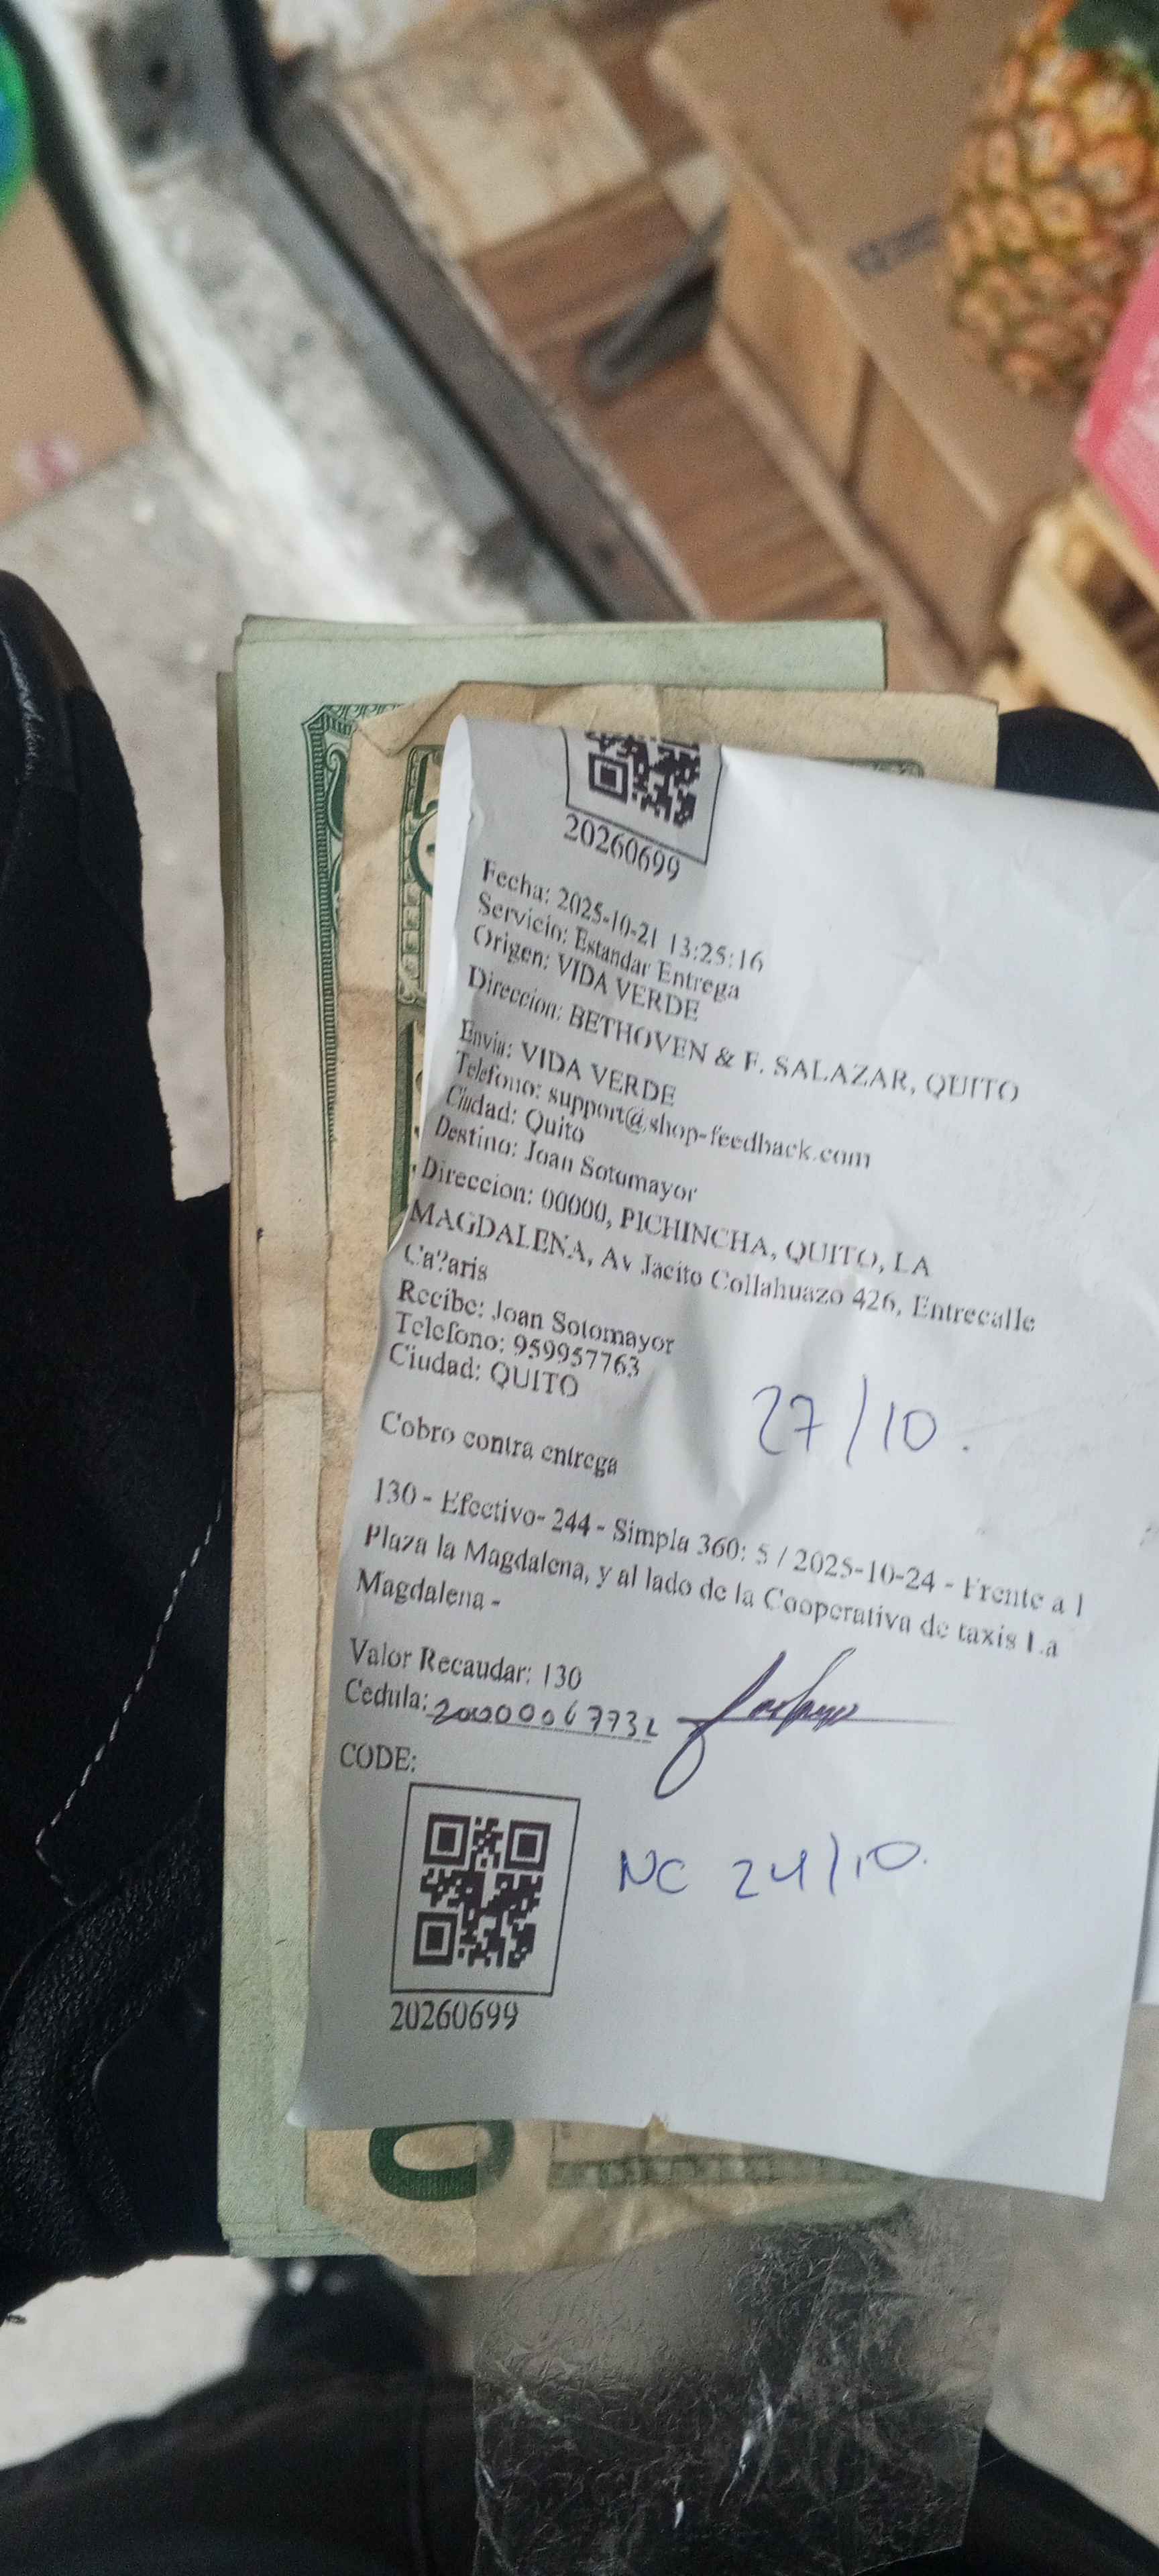 20260699
Fecha: 2025-10-21 13:25:16
Servicio: Estandar Entrega
Origen: VIDA VERDE
Direccion: BETHOVEN & F. SALAZAR, QUITO
Envia: VIDA VERDE
Telefono: support@shop-feedback.com
Ciudad: Quito
Destino: Joan Sotomayor
Direccion: 00000, PICHINCHA, QUITO, LA
MAGDALENA, Av Jacito Collahuazo 426, Entrecalle
Ca?aris
Recibe: Joan Sotomayor
Telefono: 959957763
Ciudad: QUITO
27/10.
Cobro contra entrega
130 - Efectivo- 244 - Simpla 360: 5 / 2025-10-24 - Frente a l
Plaza la Magdalena, y al lado de la Cooperativa de taxis La
Magdalena -
Valor Recaudar: 130
Cedula:
CODE:
NC 24/10.
20260699